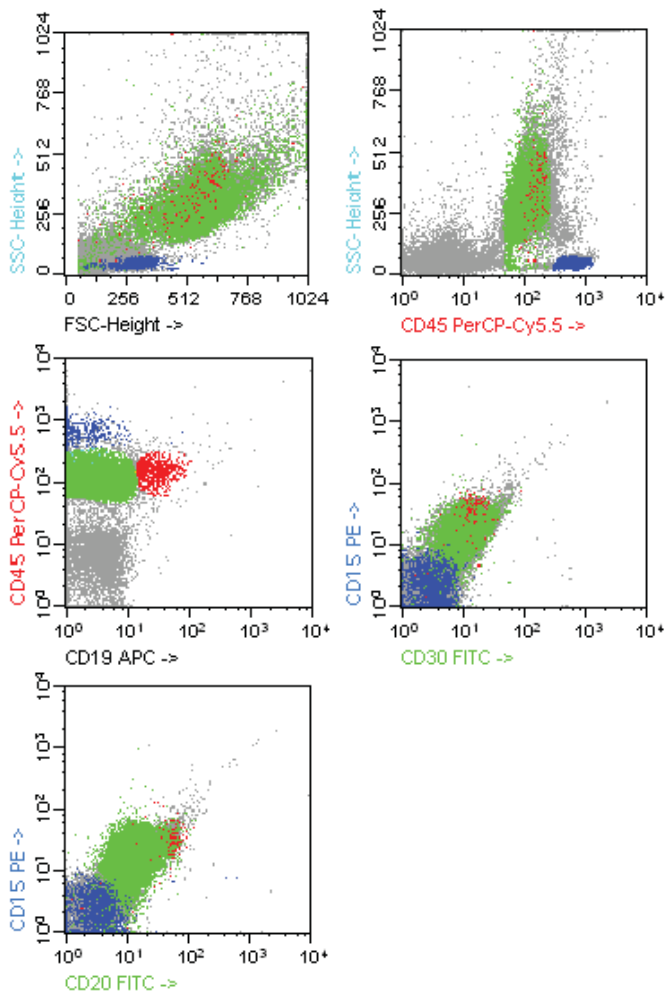 1024
768
512
256
0
SSC-Height ->
0 256 512 768 1024
FSC-Height ->
1024
768
512
256
0
SSC-Height ->
10⁰ 10¹ 10² 10³
CD45 PerCP-Cy5.5 ->
10⁴
10³
10²
10¹
10⁰
CD45 PerCP-Cy5.5 ->
10⁰ 10¹ 10² 10³ 10⁴
CD19 APC ->
10⁴
10³
10²
10¹
10⁰
CD15 PE ->
10⁰ 10¹ 10² 10³ 10⁴
CD30 FITC ->
10⁴
10³
10²
10¹
10⁰
CD15 PE ->
10⁰ 10¹ 10² 10³ 10⁴
CD20 FITC ->